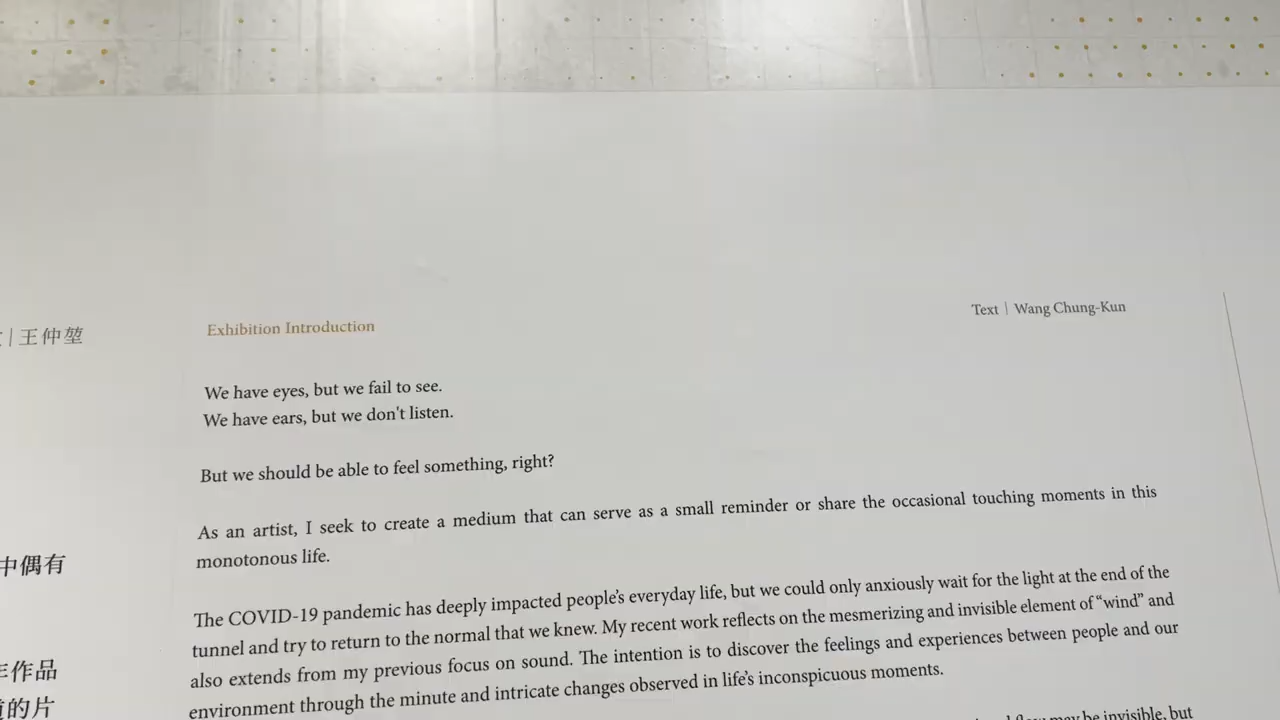 王仲堃
中偶有
作品
的片
Exhibition Introduction
Text | Wang Chung-Kun
We have eyes, but we fail to see.
We have ears, but we don't listen.
But we should be able to feel something, right?
As an artist, I seek to create a medium that can serve as a small reminder or share the occasional touching moments in this
monotonous life.
The COVID-19 pandemic has deeply impacted people's everyday life, but we could only anxiously wait for the light at the end of the
tunnel and try to return to the normal that we knew. My recent work reflects on the mesmerizing and invisible element of “wind” and
also extends from my previous focus on sound. The intention is to discover the feelings and experiences between people and our
environment through the minute and intricate changes observed in life's inconspicuous moments.
may be invisible, but